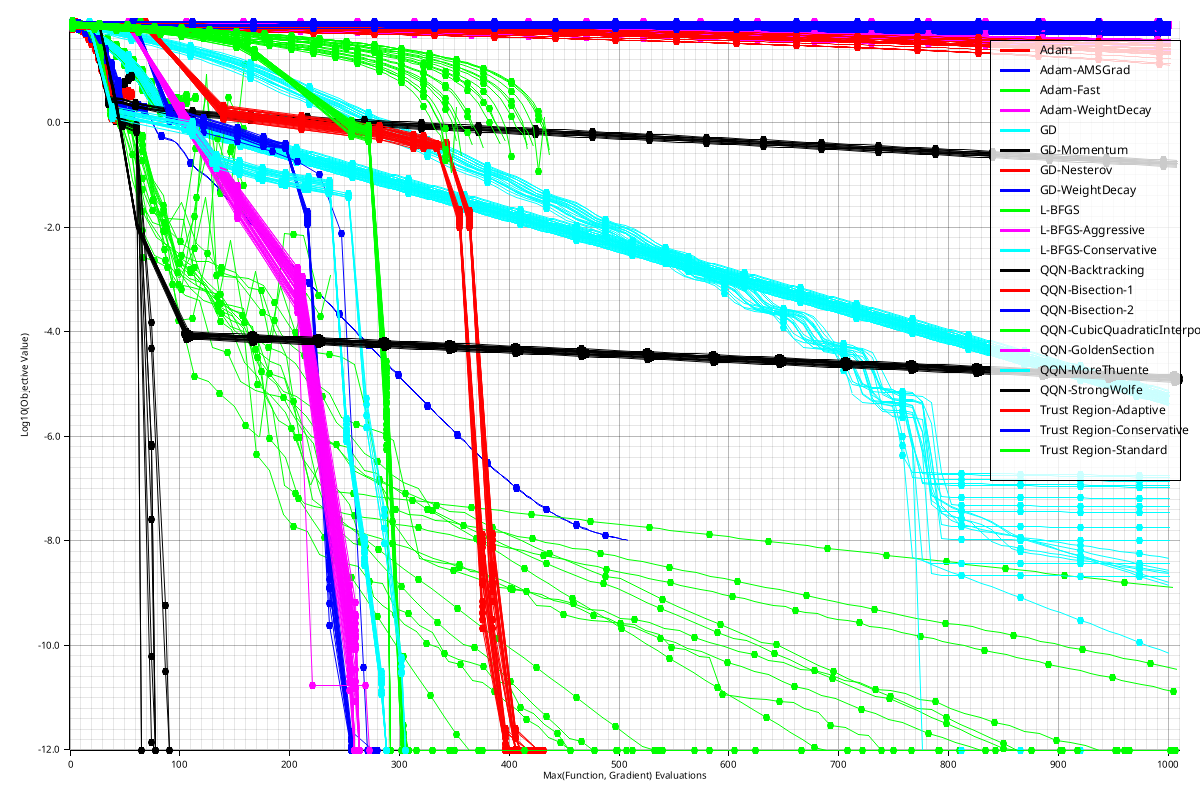 Adam
Adam-AMSGrad
Adam-Fast
Adam-WeightDecay
GD
GD-Momentum
GD-Nesterov
GD-WeightDecay
L-BFGS
L-BFGS-Aggressive
L-BFGS-Conservative
QQN-Backtracking
QQN-Bisection-1
QQN-Bisection-2
QQN-CubicQuadraticInterpo
QQN-GoldenSection
QQN-MoreThuente
QQN-StrongWolfe
Trust Region-Adaptive
Trust Region-Conservative
Trust Region-Standard
0.0
-2.0
-4.0
-6.0
-8.0
-10.0
-12.0
Log10(Objective Value)
0 100 200 300 400 500 600 700 800 900 1000
Max(Function, Gradient) Evaluations